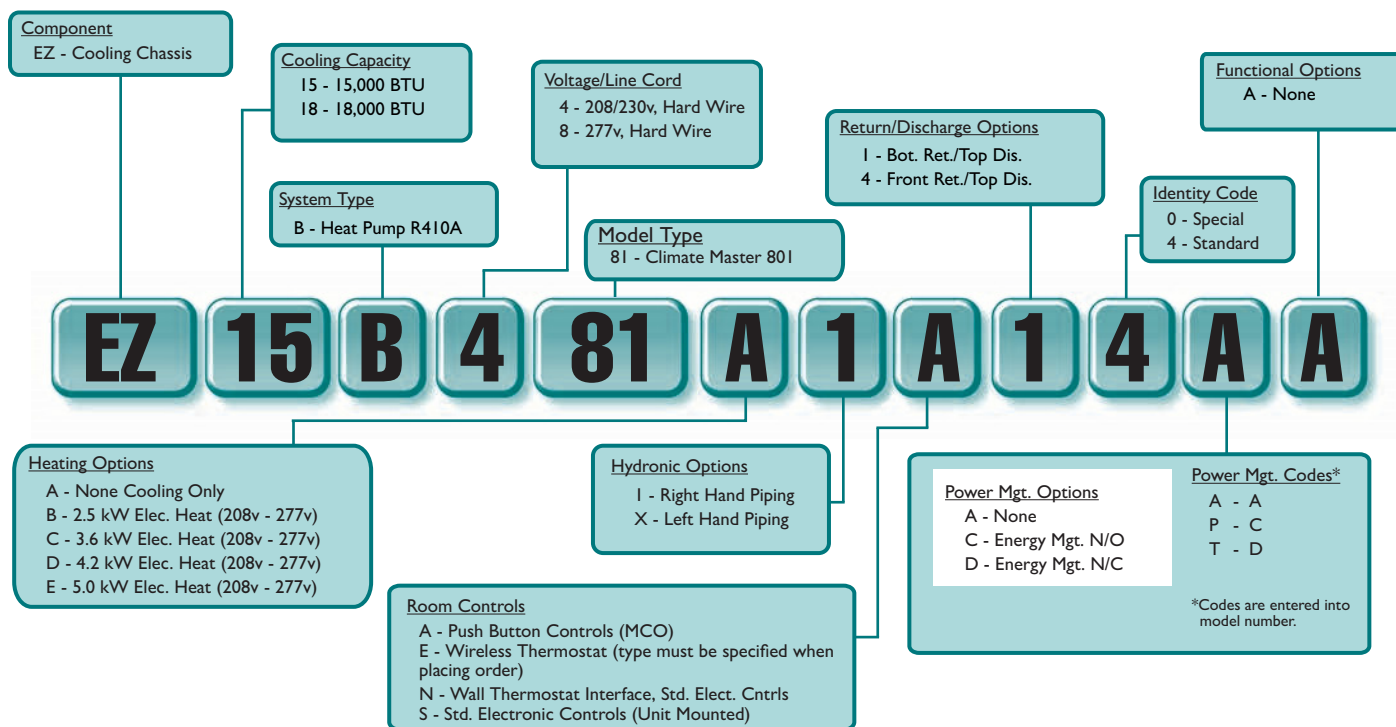 Component
EZ - Cooling Chassis
Cooling Capacity
15 - 15,000 BTU
18 - 18,000 BTU
Voltage/Line Cord
4 - 208/230v, Hard Wire
8 - 277v, Hard Wire
Functional Options
A - None
Return/Discharge Options
1 - Bot. Ret./Top Dis.
4 - Front Ret./Top Dis.
System Type
B - Heat Pump R410A
Identity Code
0 - Special
4 - Standard
Model Type
81 - Climate Master 801
EZ 15 B 4 81 A 1 A 1 4 A A
Heating Options
A - None Cooling Only
B - 2.5 kW Elec. Heat (208v - 277v)
C - 3.6 kW Elec. Heat (208v - 277v)
D - 4.2 kW Elec. Heat (208v - 277v)
E - 5.0 kW Elec. Heat (208v - 277v)
Hydronic Options
1 - Right Hand Piping
X - Left Hand Piping
Room Controls
A - Push Button Controls (MCO)
E - Wireless Thermostat (type must be specified when
placing order)
N - Wall Thermostat Interface, Std. Elect. Cntrls
S - Std. Electronic Controls (Unit Mounted)
Power Mgt. Options
A - None
C - Energy Mgt. N/O
D - Energy Mgt. N/C
Power Mgt. Codes*
A - A
P - C
T - D
*Codes are entered into
model number.